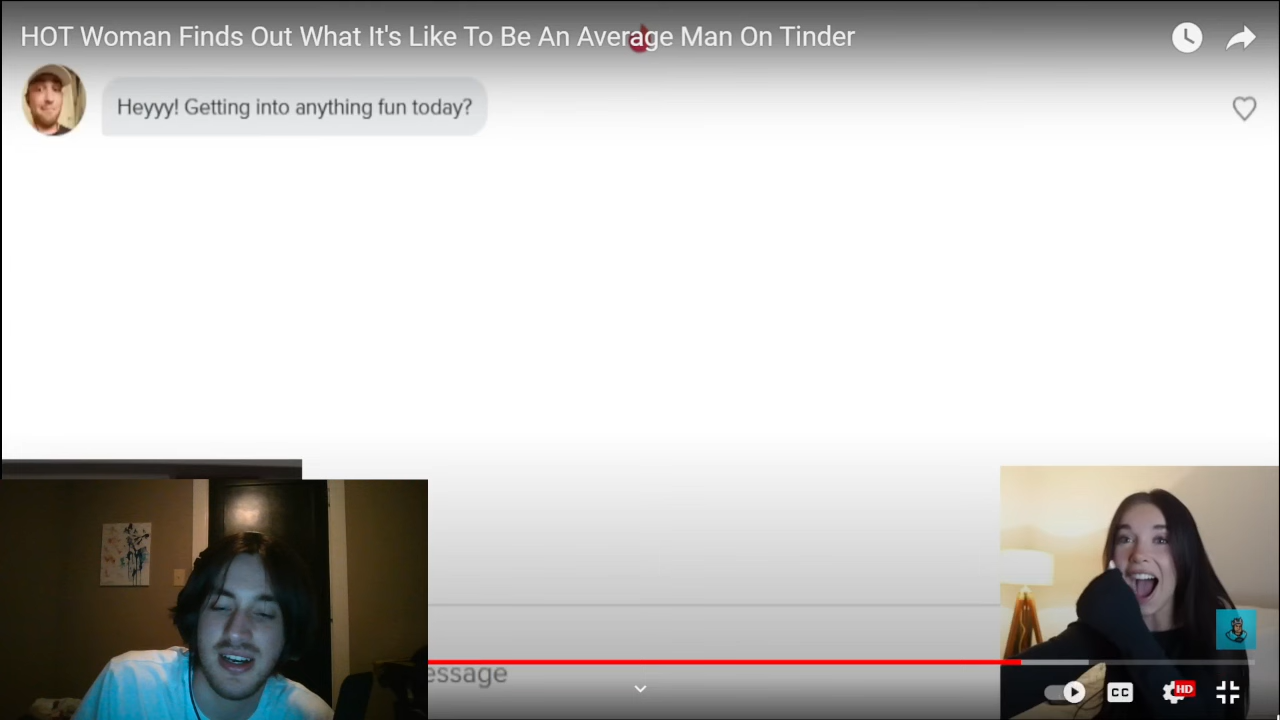 HOT Woman Finds Out What It's Like To Be An Average Man On Tinder
Heyyy! Getting into anything fun today?
essage
CC
HD